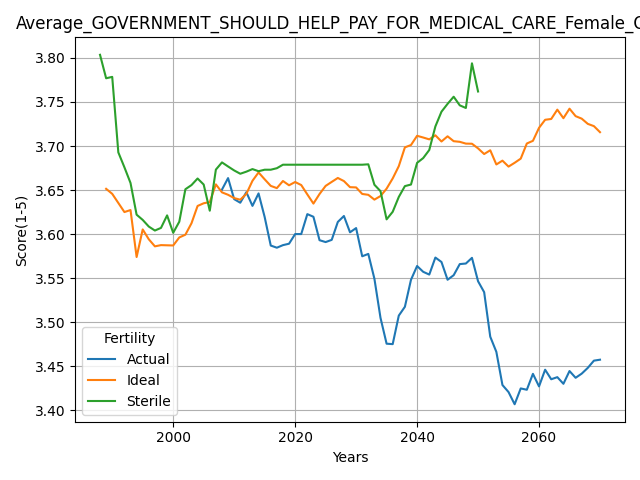 Average_GOVERNMENT_SHOULD_HELP_PAY_FOR_MEDICAL_CARE_Female_
3.80
3.75
3.70
3.65
3.60
3.55
3.50
3.45
3.40
Score(1-5)
Fertility
Actual
Ideal
Sterile
2000 2020 2040 2060
Years